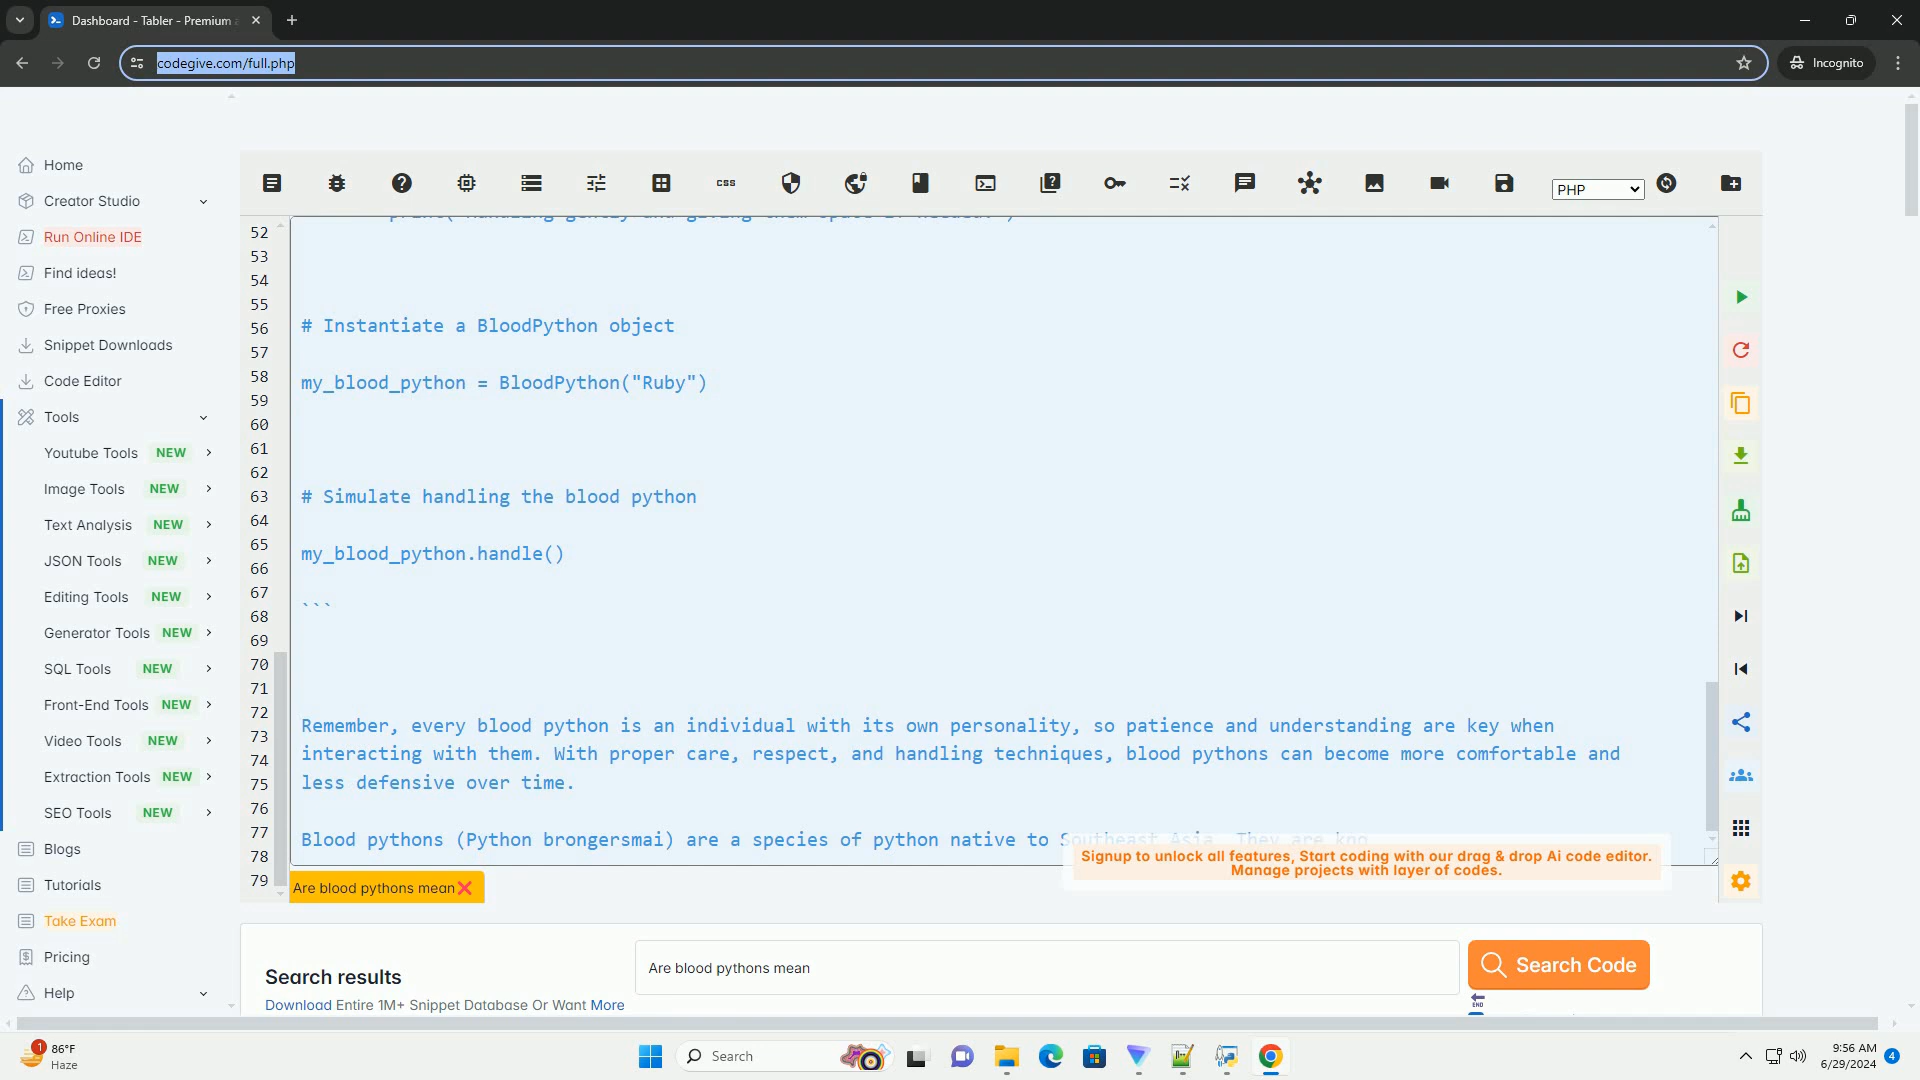 Dashboard - Tabler - Premium
codegive.com/full.php
Incognito
Home
Creator Studio
Run Online IDE
Find ideas!
Free Proxies
Snippet Downloads
Code Editor
Tools
Youtube Tools NEW
Image Tools NEW
Text Analysis NEW
JSON Tools NEW
Editing Tools NEW
Generator Tools NEW
SQL Tools NEW
Front-End Tools NEW
Video Tools NEW
Extraction Tools NEW
SEO Tools NEW
Blogs
Tutorials
Take Exam
Pricing
Help
css
PHP
52
53
54
55
56
57
58
59
60
61
62
63
64
65
66
67
68
69
70
71
72
73
74
75
76
77
78
79
# Instantiate a BloodPython object
my_blood_python = BloodPython("Ruby")
# Simulate handling the blood python
my_blood_python.handle()
```
Remember, every blood python is an individual with its own personality, so patience and understanding are key when
interacting with them. With proper care, respect, and handling techniques, blood pythons can become more comfortable and
less defensive over time.
Blood pythons (Python brongersmai) are a species of python native to Southeast Asia. They are kno
Signup to unlock all features, Start coding with our drag & drop Ai code editor.
Manage projects with layer of codes.
Are blood pythons mean❌
Search results
Download Entire 1M+ Snippet Database Or Want More
Are blood pythons mean
Search Code
END
1
86°F
Haze
Search
9:56 AM
6/29/2024
4